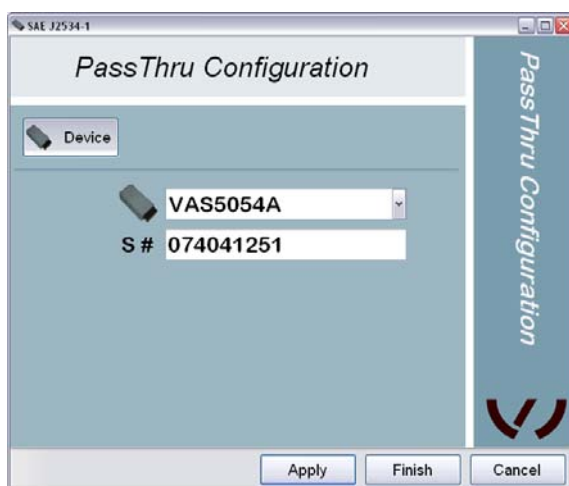 SAE J2534-1
PassThru Configuration
PassThru Configuration
Device
VAS5054A
S # 074041251
Apply Finish Cancel